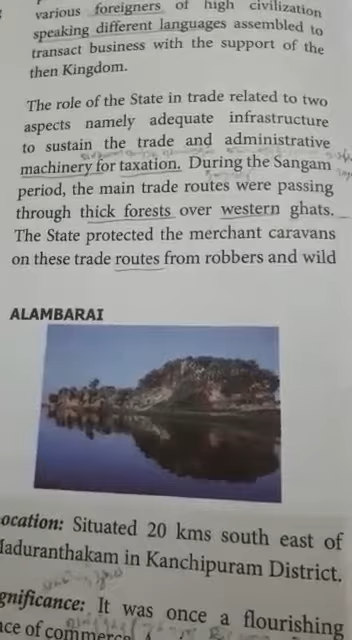 various foreigners of high civilization
speaking different languages assembled to
transact business with the support of the
then Kingdom.
The role of the State in trade related to two
aspects namely adequate infrastructure
to sustain the trade and administrative
machinery for taxation. During the Sangam
period, the main trade routes were passing
through thick forests over western ghats.
The State protected the merchant caravans
on these trade routes from robbers and wild
ALAMBARAI
ocation: Situated 20 kms south east of
Maduranthakam in Kanchipuram District.
gnificance: It was once a flourishing
ace of commerce